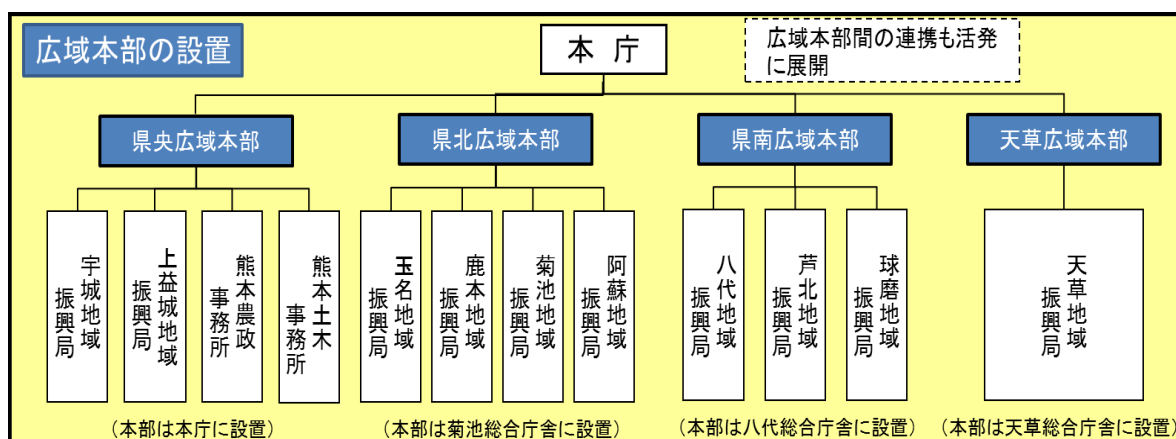 広域本部の設置
本 庁
広域本部間の連携も活発
に展開
県央広域本部
県北広域本部
県南広域本部
天草広域本部
宇城地域
振興局
上益城地域
振興局
熊本農政
事務所
熊本土木
事務所
玉名地域
振興局
鹿本地域
振興局
菊池地域
振興局
阿蘇地域
振興局
八代地域
振興局
芦北地域
振興局
球磨地域
振興局
天草地域
振興局
（本部は本庁に設置）
（本部は菊池総合庁舎に設置）
（本部は八代総合庁舎に設置）
（本部は天草総合庁舎に設置）